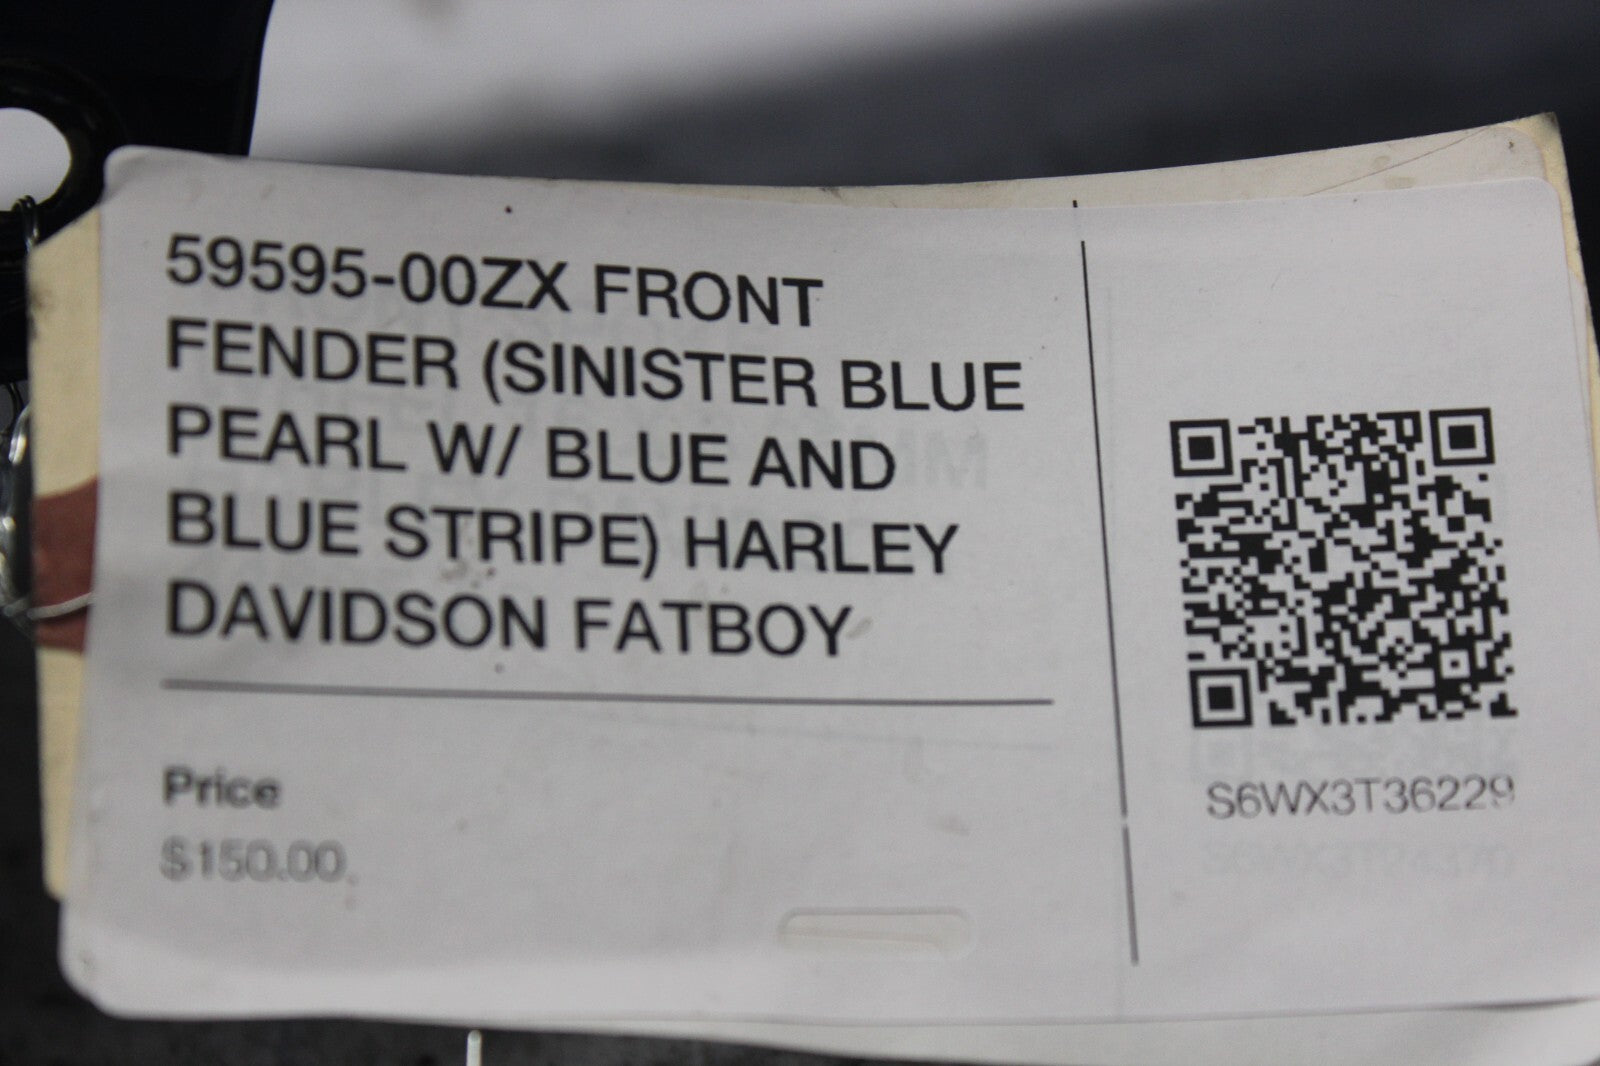 59595-00ZX FRONT
FENDER (SINISTER BLUE
PEARL W/ BLUE AND
BLUE STRIPE) HARLEY
DAVIDSON FATBOY
Price
$150.00
S6WX3T36229